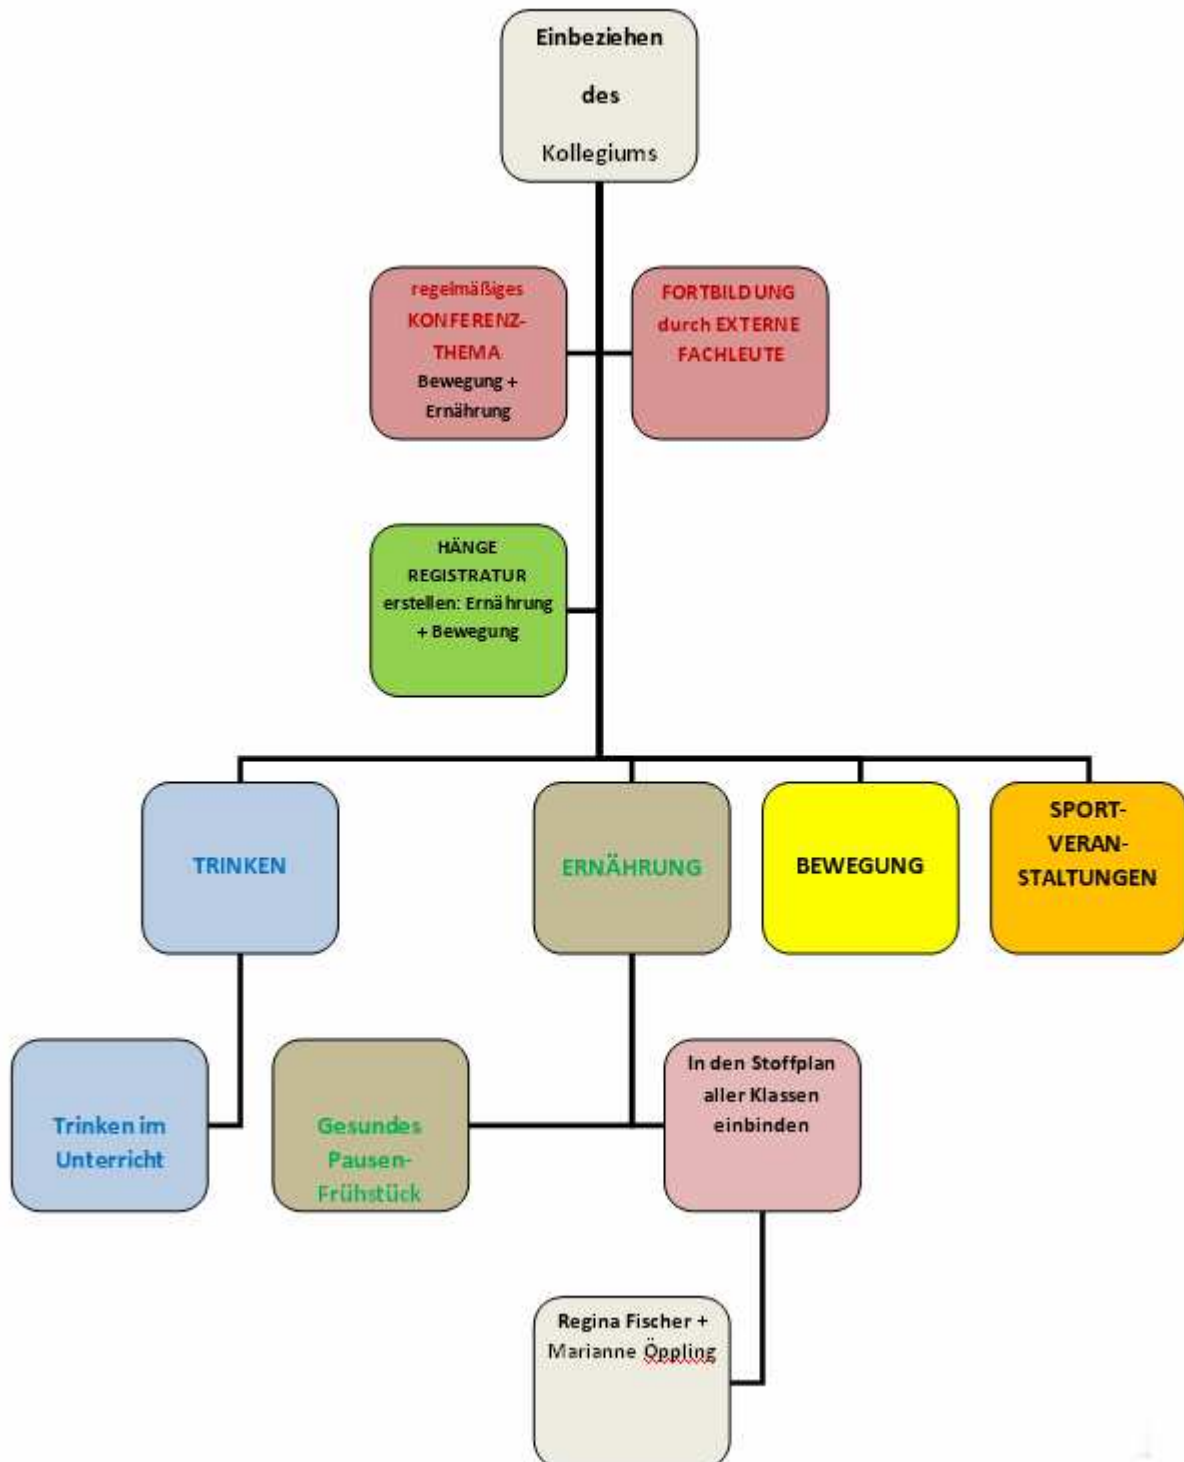 Einbeziehen
des
Kollegiums
regelmäßiges
KONFERENZ-
THEMA
Bewegung +
Ernährung
FORTBILDUNG
durch EXTERNE
FACHLEUTE
HÄNGE
REGISTRATUR
erstellen: Ernährung
+ Bewegung
TRINKEN
ERNÄHRUNG
BEWEGUNG
SPORT-
VERAN-
STALTUNGEN
Trinken im
Unterricht
Gesundes
Pausen-
Frühstück
In den Stoffplan
aller Klassen
einbinden
Regina Fischer +
Marianne Öppling